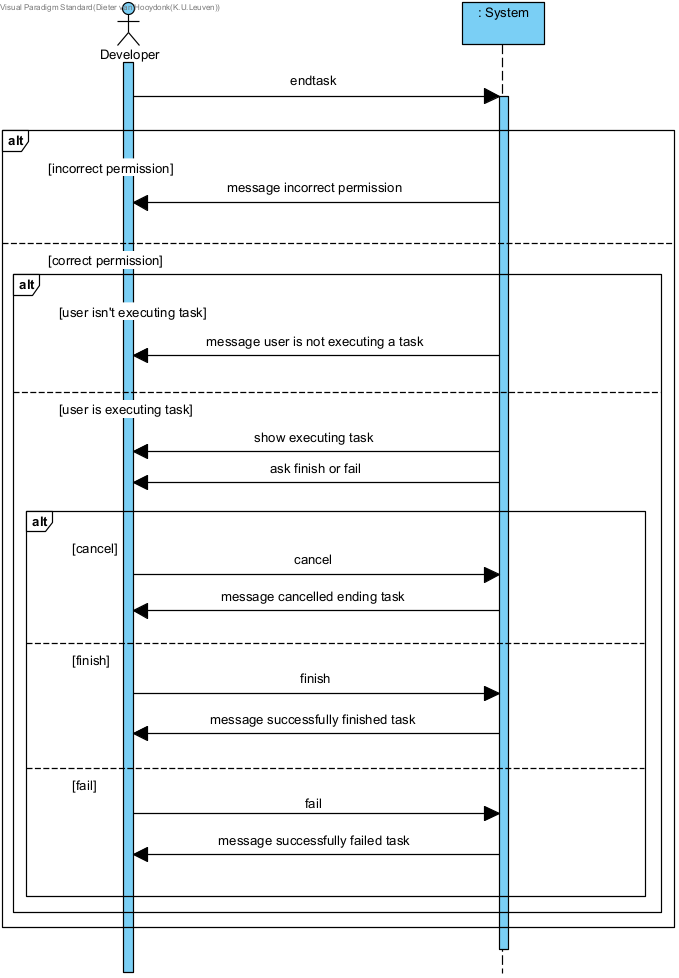 Visual Paradigm Standard(Dieter van Hooydonk(K.U.Leuven))
: System
Developer
endtask
alt
[incorrect permission]
message incorrect permission
[correct permission]
alt
[user isn't executing task]
message user is not executing a task
[user is executing task]
show executing task
ask finish or fail
alt
[cancel]
cancel
message cancelled ending task
[finish]
finish
message successfully finished task
[fail]
fail
message successfully failed task